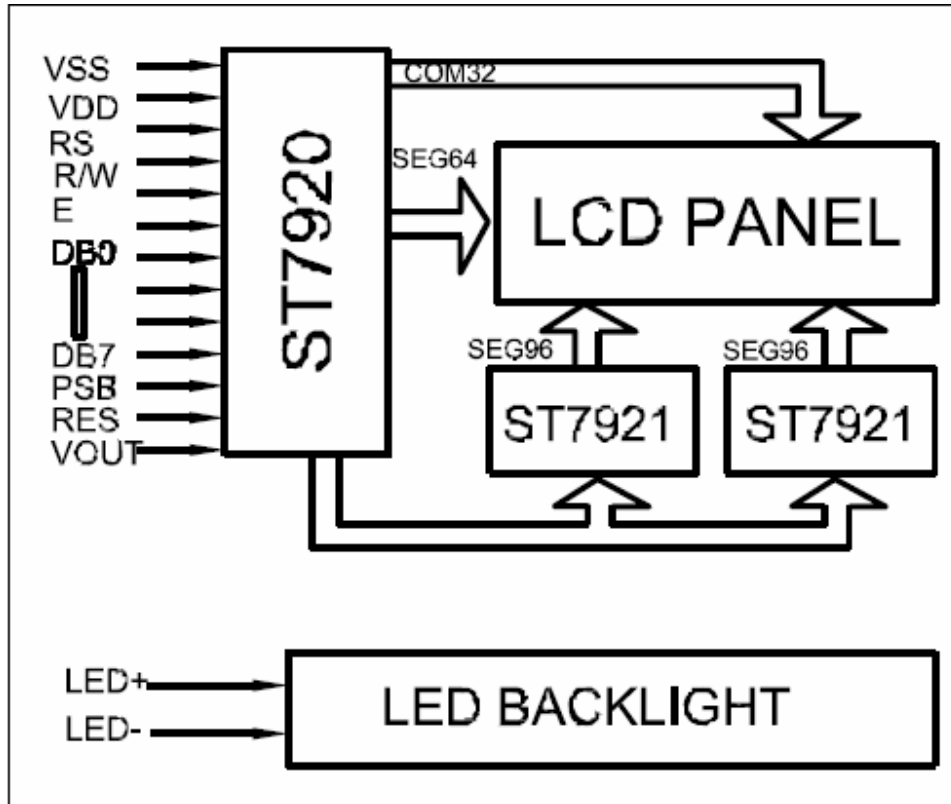 VSS
VDD
RS
R/W
E
DB0
DB7
PSB
RES
VOUT
ST7920
COM32
SEG64
LCD PANEL
SEG96
SEG96
ST7921
ST7921
LED+
LED-
LED BACKLIGHT